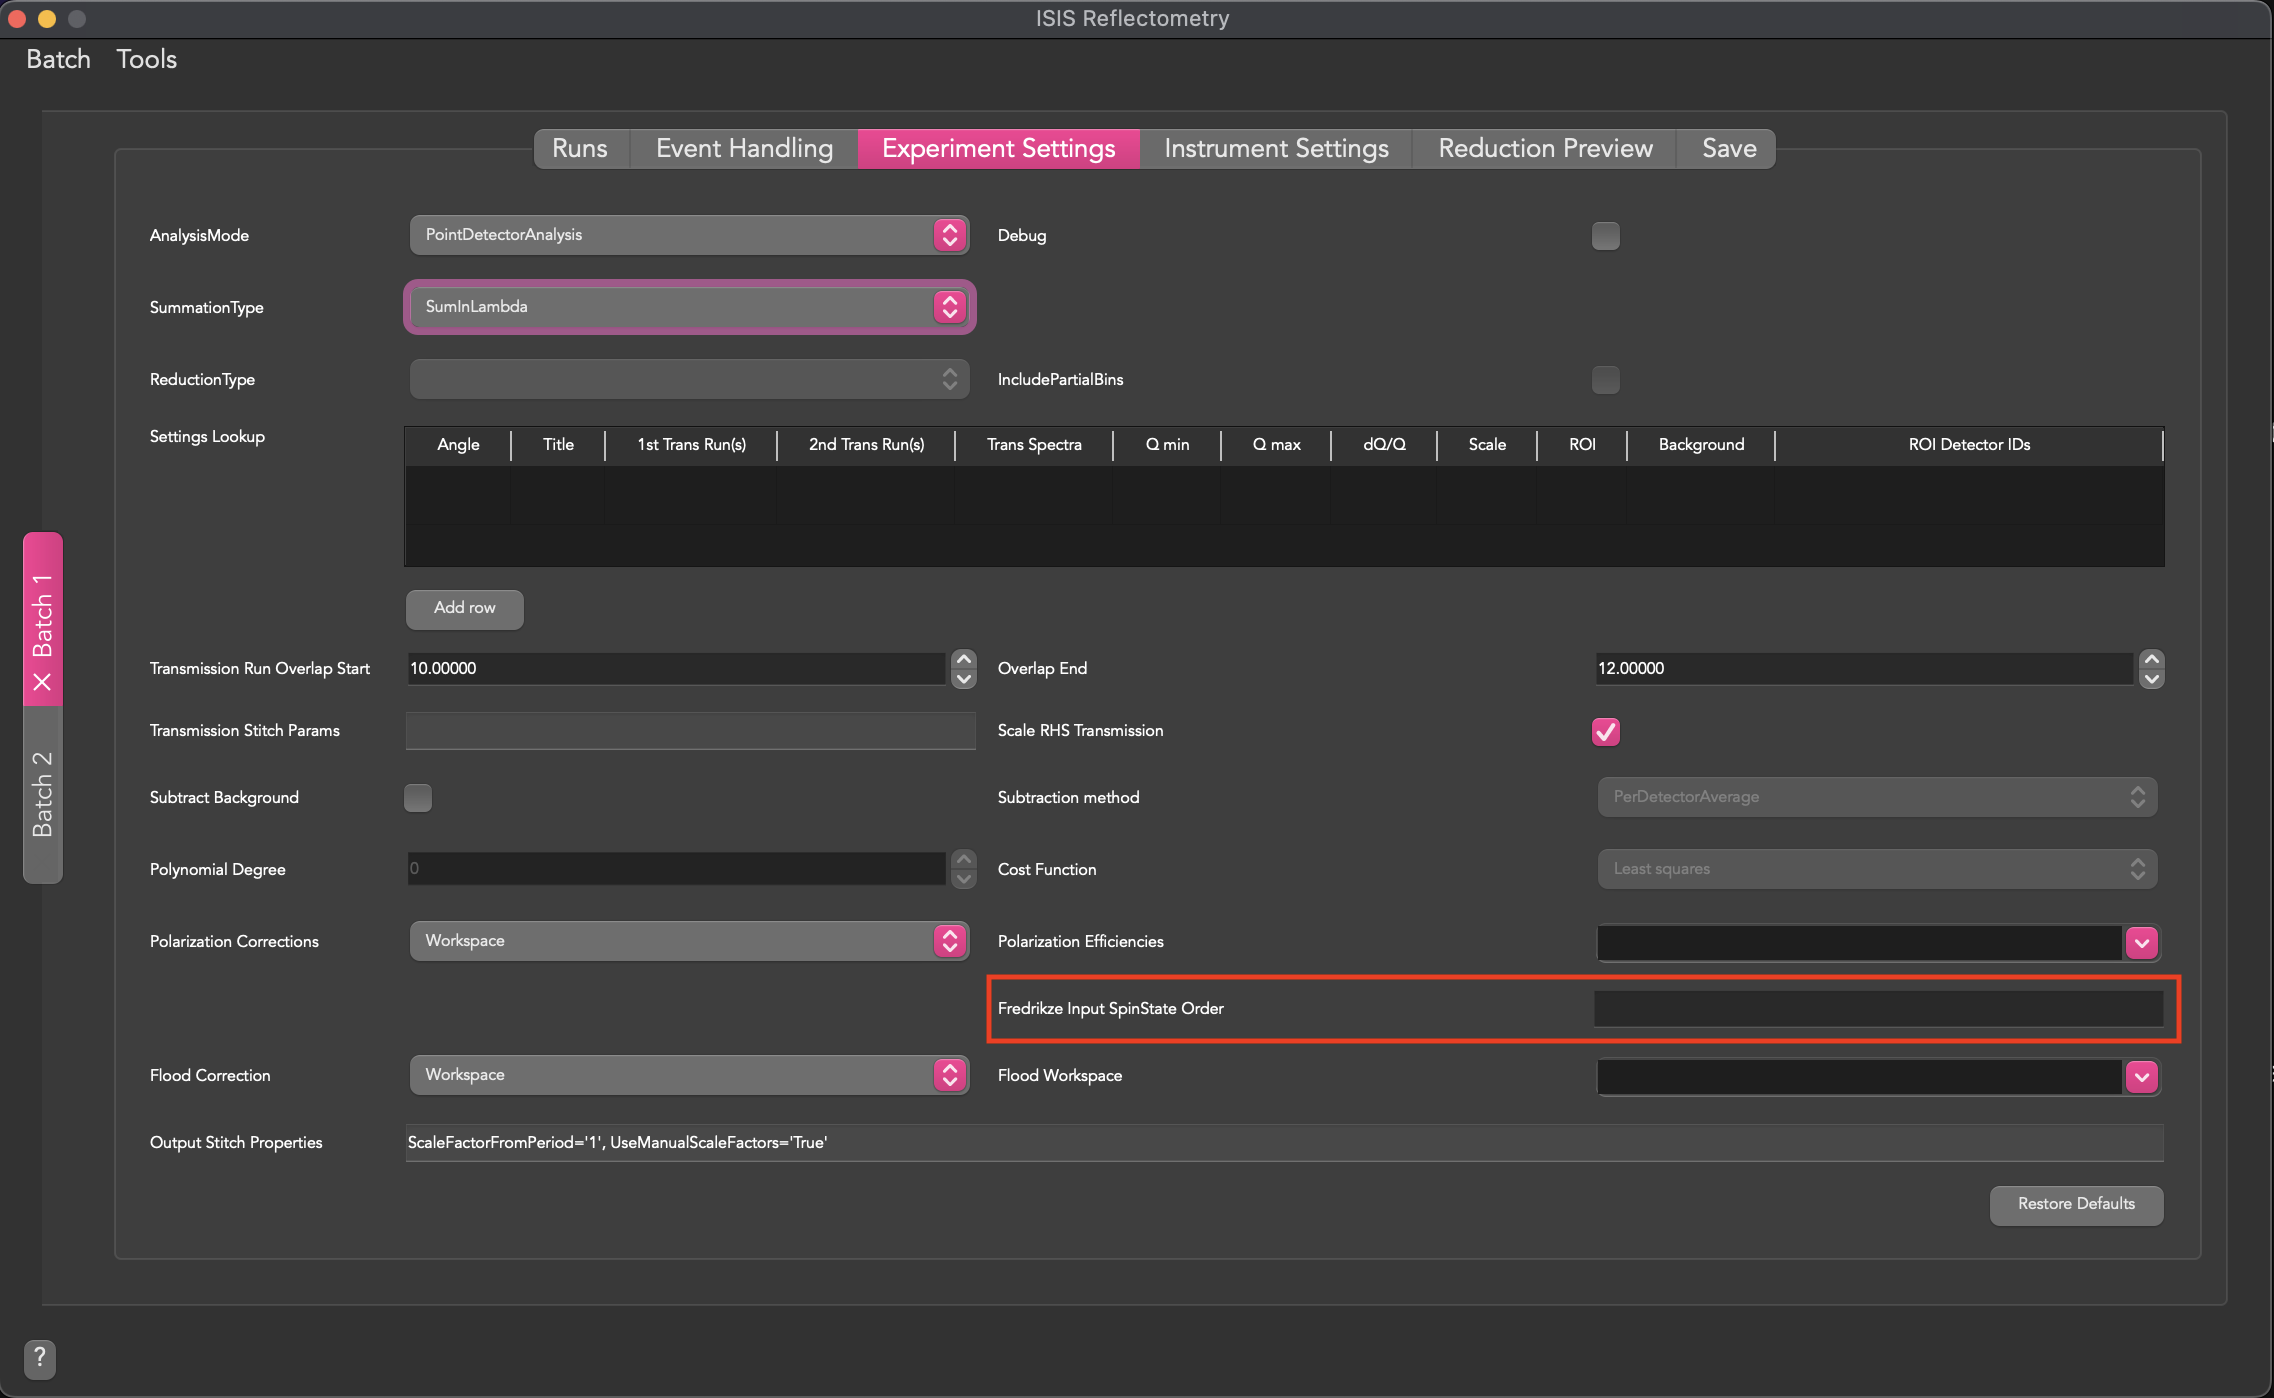 ISIS Reflectometry
Batch Tools
Runs Event Handling Experiment Settings Instrument Settings Reduction Preview Save
AnalysisMode PointDetectorAnalysis Debug
SummationType SumInLambda
ReductionType IncludePartialBins
Settings Lookup
Angle Title 1st Trans Run(s) 2nd Trans Run(s) Trans Spectra Q min Q max dQ/Q Scale ROI Background ROI Detector IDs
Batch 1
Batch 2
Add row
Transmission Run Overlap Start 10.00000 Overlap End 12.00000
Transmission Stitch Params Scale RHS Transmission
Subtract Background Subtraction method PerDetectorAverage
Polynomial Degree 0 Cost Function Least squares
Polarization Corrections Workspace Polarization Efficiencies
Fredrikze Input SpinState Order
Flood Correction Workspace Flood Workspace
Output Stitch Properties ScaleFactorFromPeriod='1', UseManualScaleFactors='True'
Restore Defaults
?